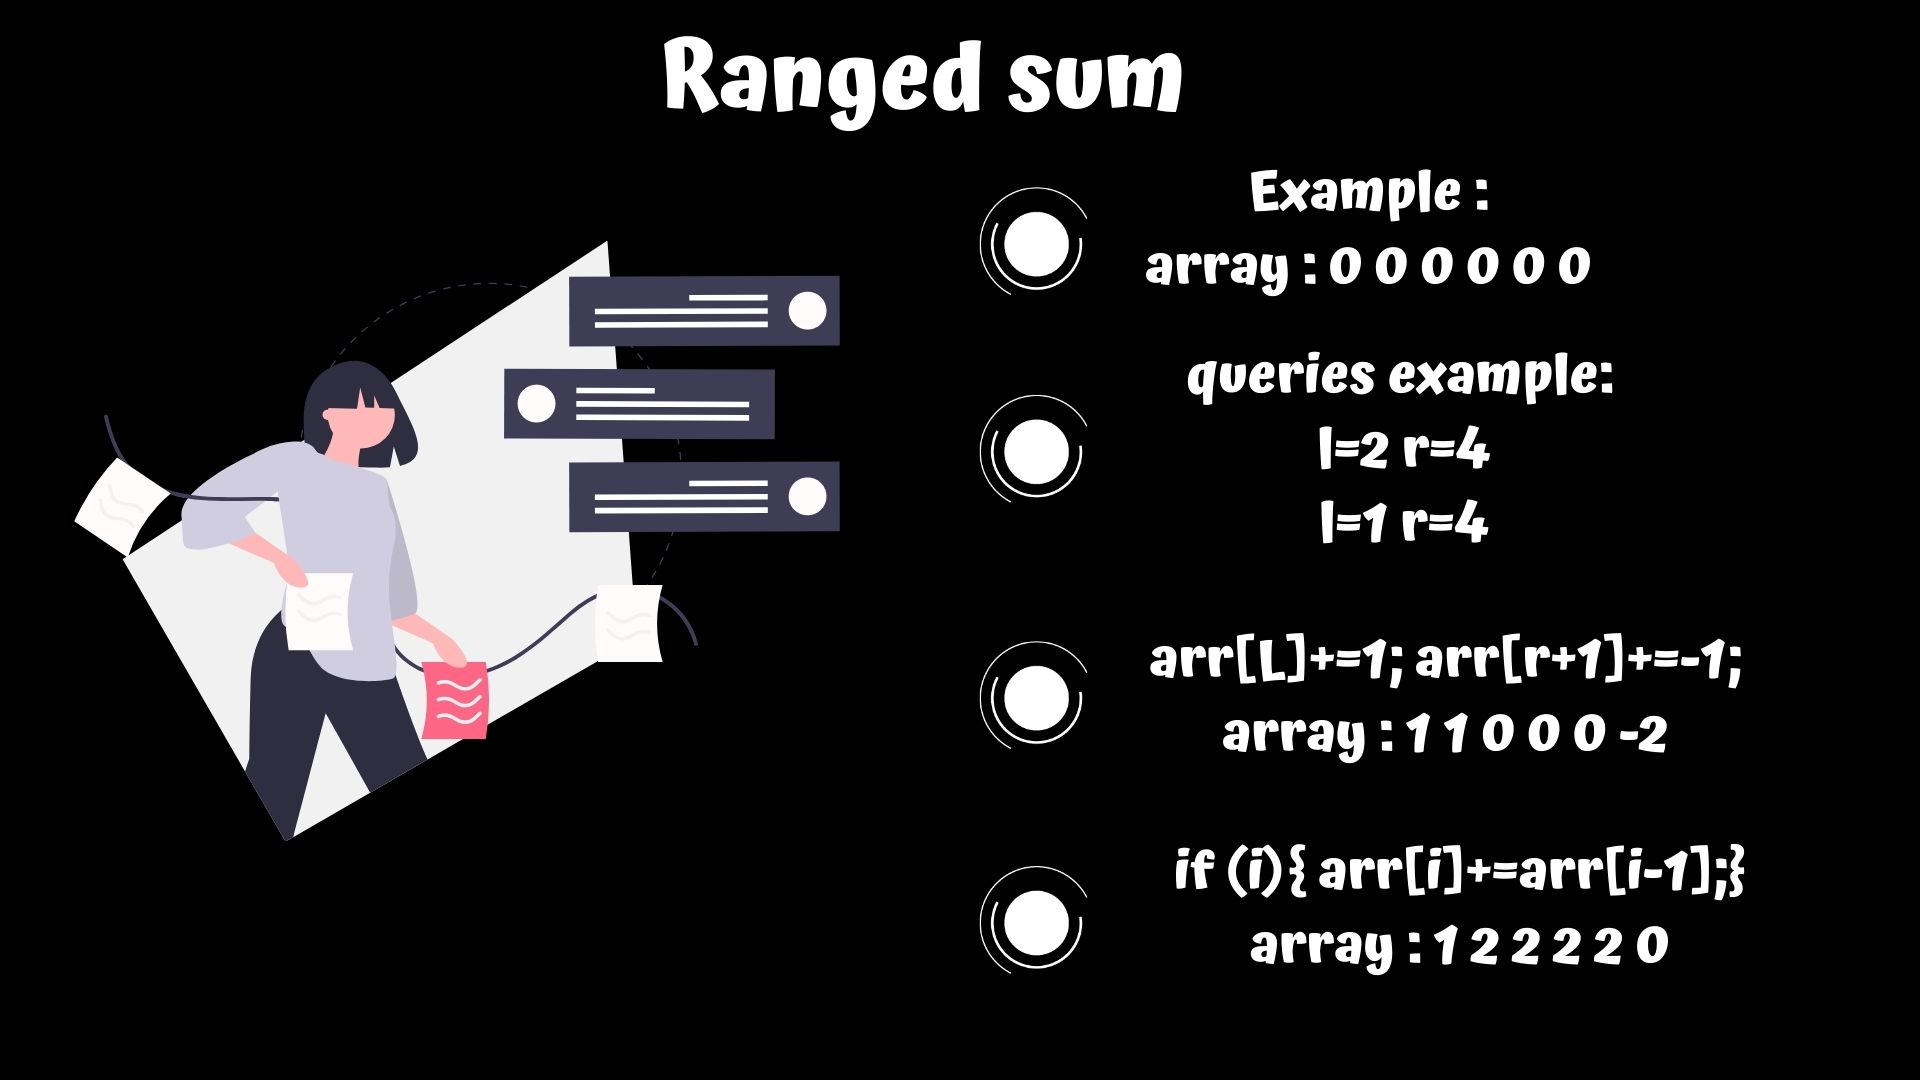 Ranged sum
Example :
array : 0 0 0 0 0 0
queries example:
l=2 r=4
l=1 r=4
arr[L]+=1; arr[r+1]+=-1;
array : 1 1 0 0 0 -2
if (i){ arr[i]+=arr[i-1];}
array : 1 2 2 2 2 0